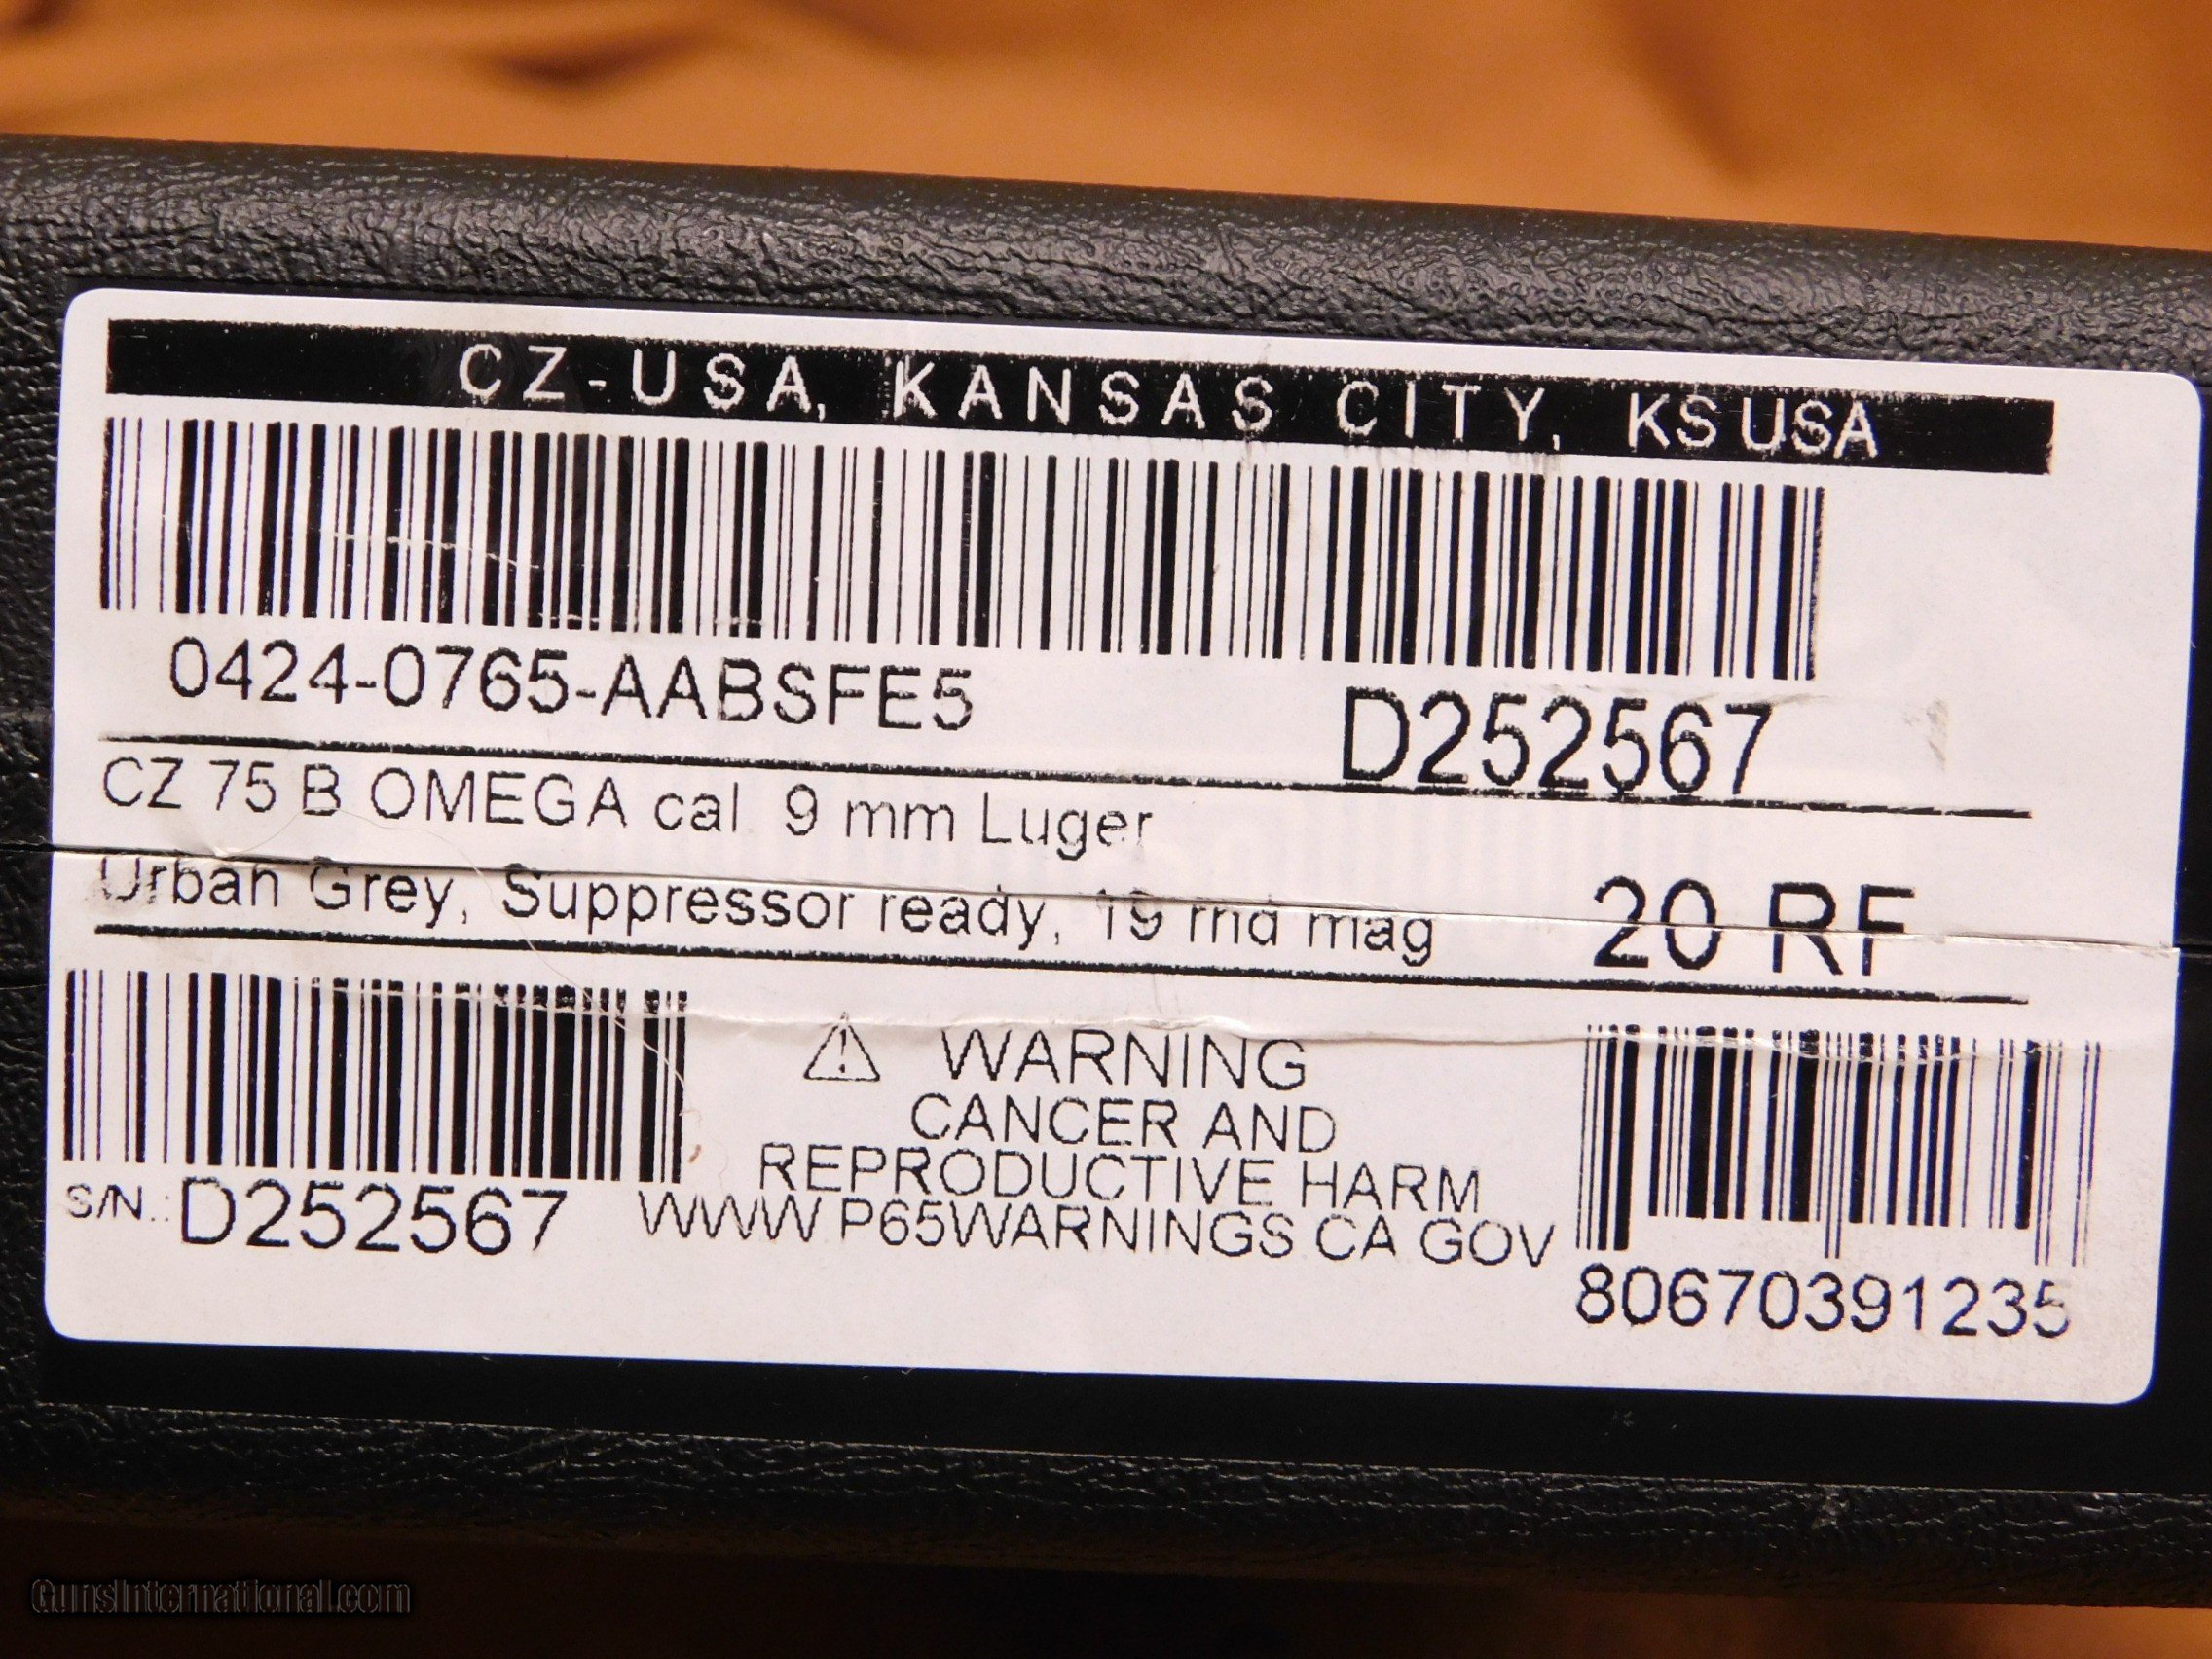 CZ-USA, KANSAS CITY, KS USA
0424-0765-AABSFE5 D252567
CZ 75 B OMEGA cal 9 mm Luger
Urban Grey, Suppressor ready, 19 rnd mag 20 RF
⚠ WARNING
CANCER AND
REPRODUCTIVE HARM
WWW P65WARNINGS CA GOV
S/N.: D252567
80670391235
GunsInternational.com